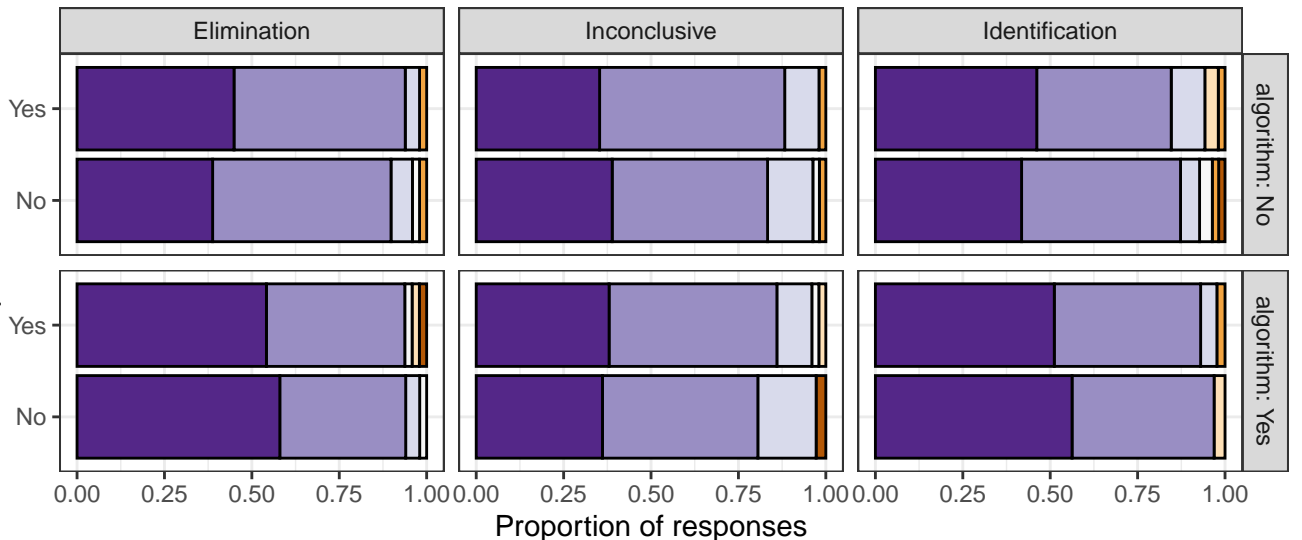 Elimination Inconclusive Identification
Yes
No
algorithm: No
Yes
No
algorithm: Yes
0.00 0.25 0.50 0.75 1.00 0.00 0.25 0.50 0.75 1.00 0.00 0.25 0.50 0.75 1.00
Proportion of responses